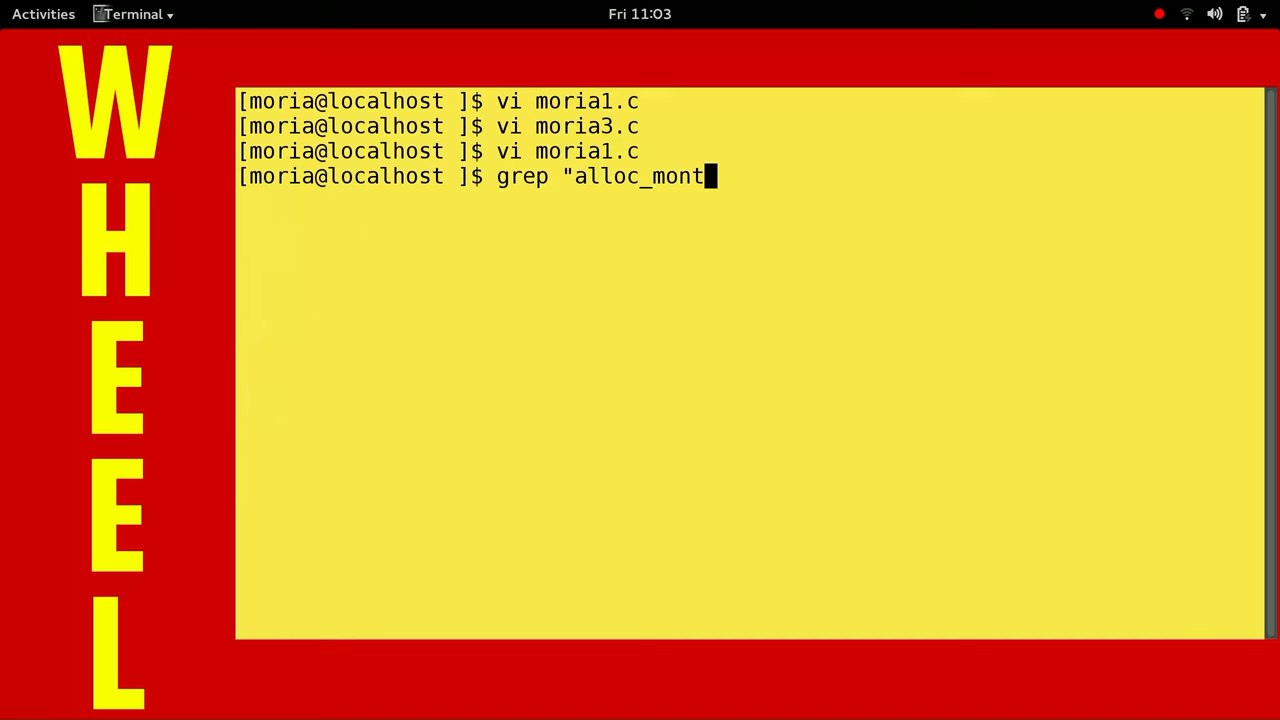 Activities Terminal Fri 11:03
WHEEL
[moria@localhost ]$ vi moria1.c
[moria@localhost ]$ vi moria3.c
[moria@localhost ]$ vi moria1.c
[moria@localhost ]$ grep "alloc_mont